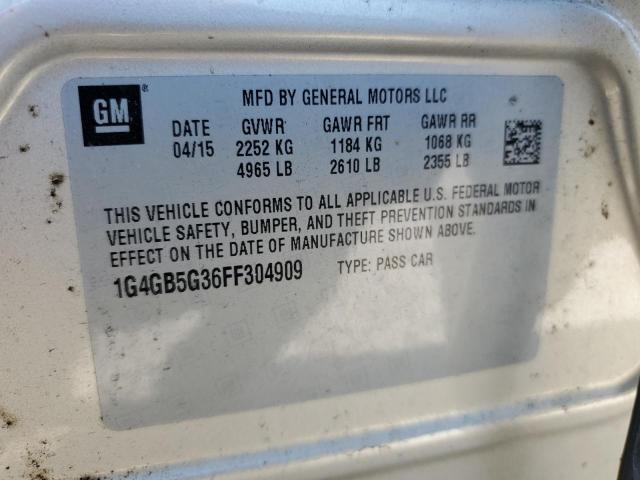 GM ®
MFD BY GENERAL MOTORS LLC
DATE GVWR GAWR FRT GAWR RR
04/15 2252 KG 1184 KG 1068 KG
4965 LB 2610 LB 2355 LB
THIS VEHICLE CONFORMS TO ALL APPLICABLE U.S. FEDERAL MOTOR
VEHICLE SAFETY, BUMPER, AND THEFT PREVENTION STANDARDS IN
EFFECT ON THE DATE OF MANUFACTURE SHOWN ABOVE.
1G4GB5G36FF304909 TYPE: PASS CAR